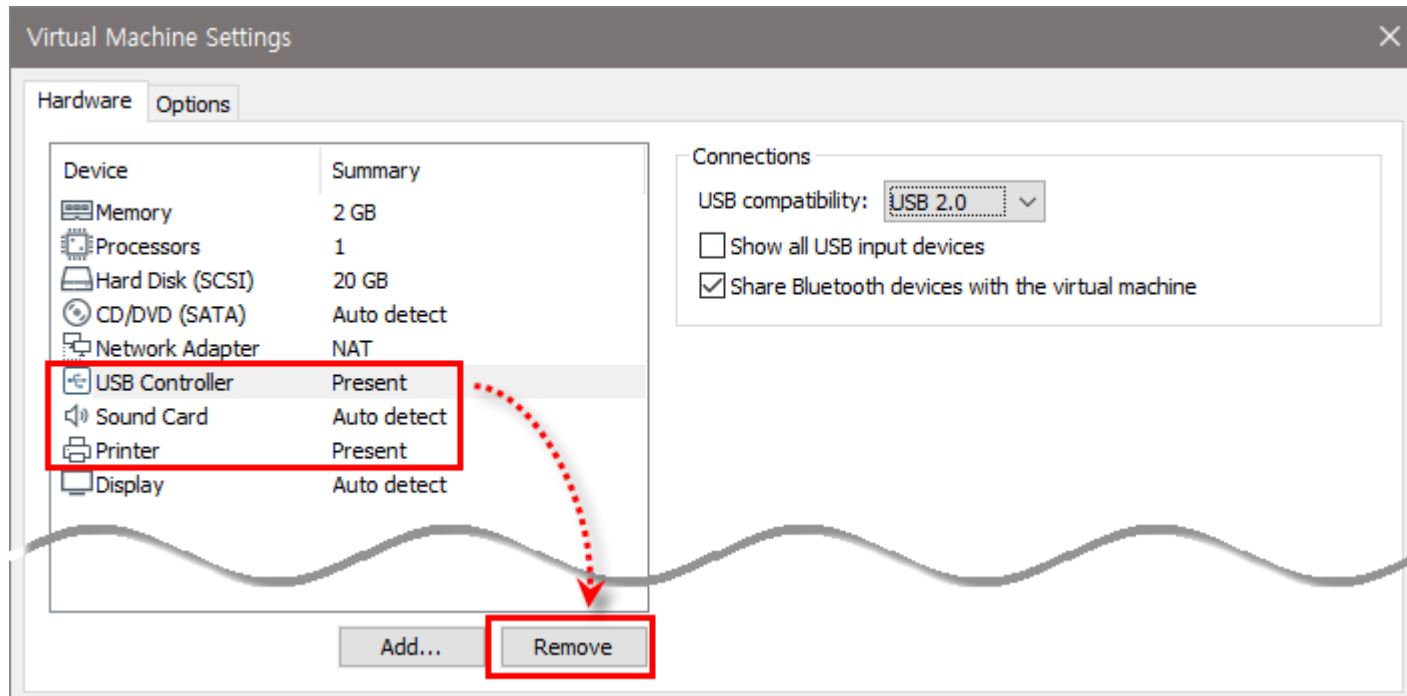 Virtual Machine Settings
Hardware Options
Device Summary
Memory 2 GB
Processors 1
Hard Disk (SCSI) 20 GB
CD/DVD (SATA) Auto detect
Network Adapter NAT
USB Controller Present
Sound Card Auto detect
Printer Present
Display Auto detect
Add... Remove
Connections
USB compatibility: USB 2.0
Show all USB input devices
Share Bluetooth devices with the virtual machine